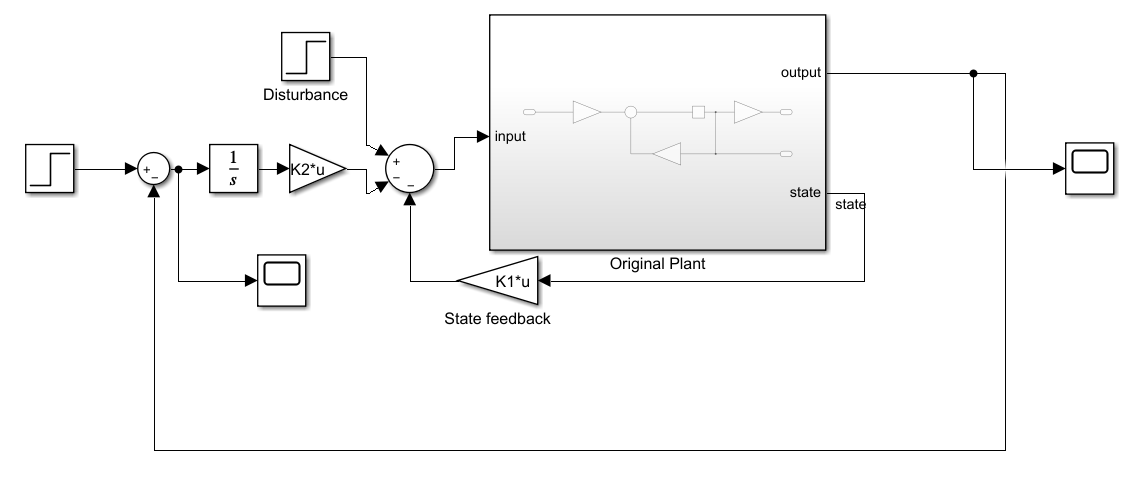 output
Disturbance
input
+
−
−
+
−
1
s
K2*u
state
state
Original Plant
K1*u
State feedback